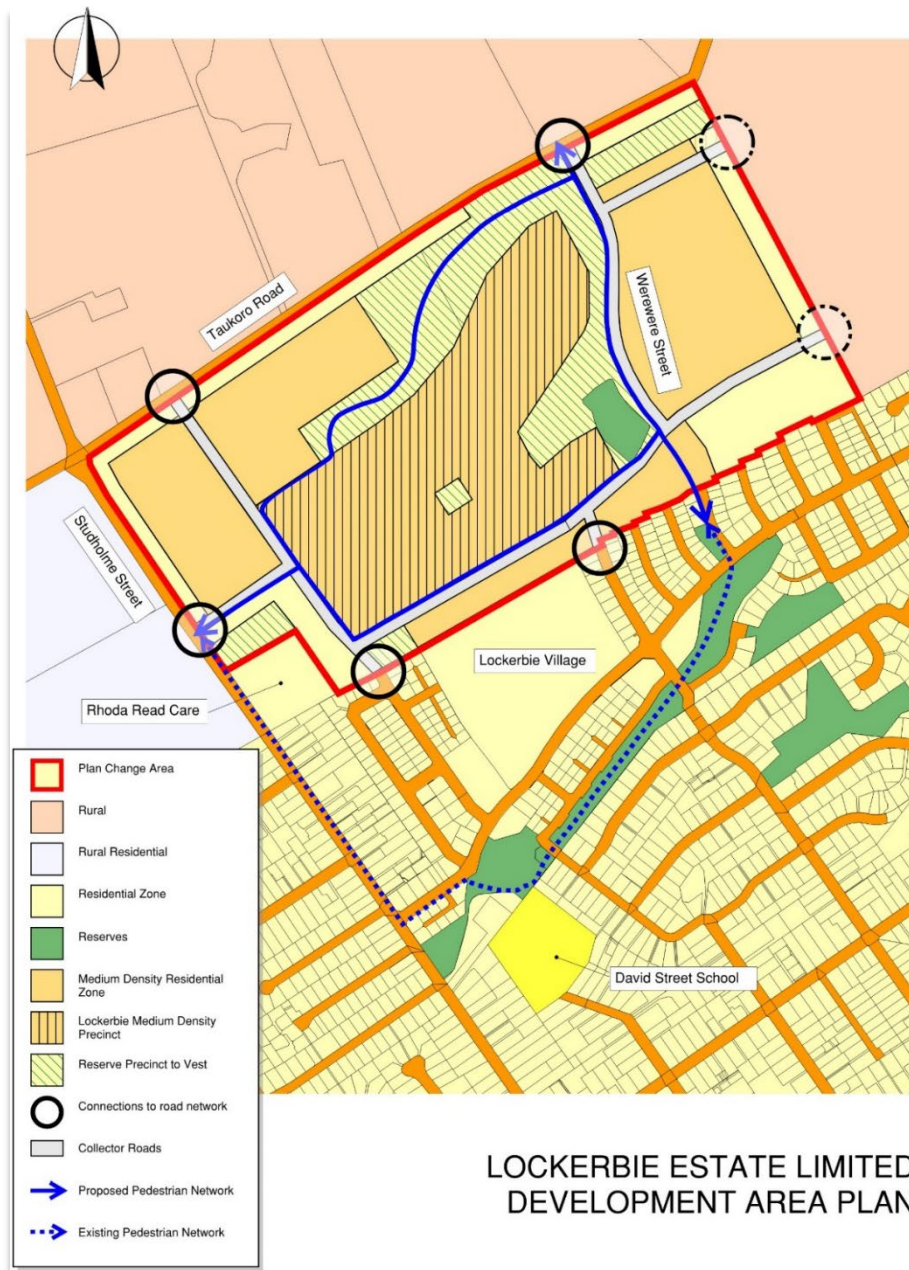 Taukoro Road
Werewere Street
Studholme Street
Lockerbie Village
Rhoda Read Care
David Street School
Plan Change Area
Rural
Rural Residential
Residential Zone
Reserves
Medium Density Residential
Zone
Lockerbie Medium Density
Precinct
Reserve Precinct to Vest
Connections to road network
Collector Roads
Proposed Pedestrian Network
Existing Pedestrian Network
LOCKERBIE ESTATE LIMITED
DEVELOPMENT AREA PLAN